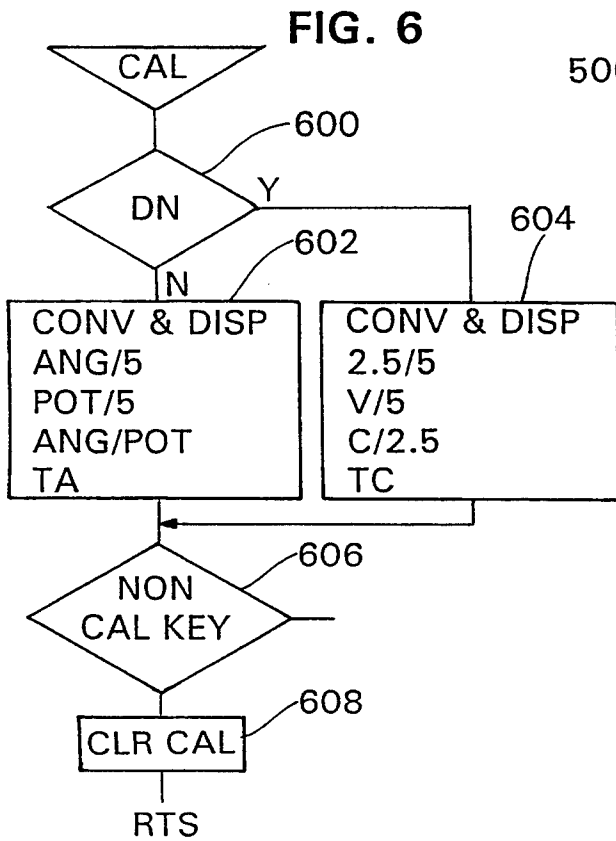 FIG. 6
CAL
500
600
DN
Y
N
602
604
CONV & DISP
ANG/5
POT/5
ANG/POT
TA
CONV & DISP
2.5/5
V/5
C/2.5
TC
606
NON
CAL KEY
608
CLR CAL
RTS